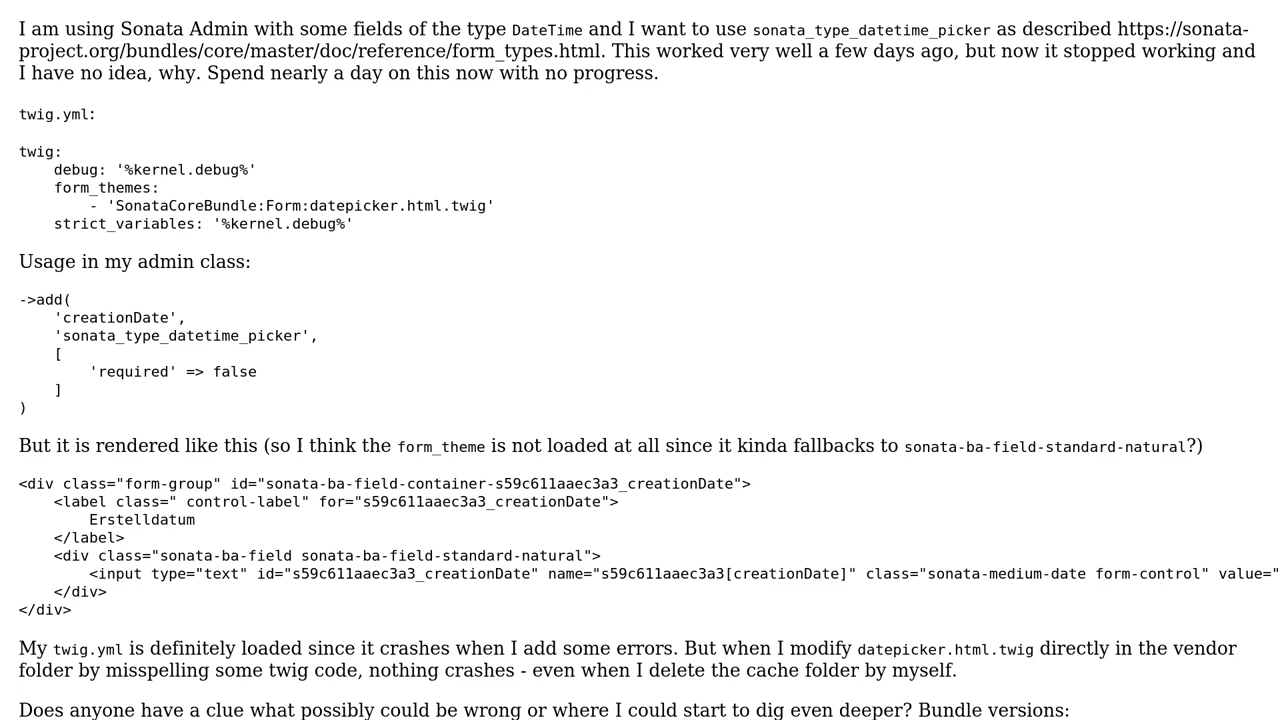 I am using Sonata Admin with some fields of the type DateTime and I want to use sonata_type_datetime_picker as described https://sonata-
project.org/bundles/core/master/doc/reference/form_types.html. This worked very well a few days ago, but now it stopped working and
I have no idea, why. Spend nearly a day on this now with no progress.
twig.yml:
twig:
    debug: '%kernel.debug%'
    form_themes:
        - 'SonataCoreBundle:Form:datepicker.html.twig'
    strict_variables: '%kernel.debug%'
Usage in my admin class:
->add(
    'creationDate',
    'sonata_type_datetime_picker',
    [
        'required' => false
    ]
)
But it is rendered like this (so I think the form_theme is not loaded at all since it kinda fallbacks to sonata-ba-field-standard-natural?)
<div class="form-group" id="sonata-ba-field-container-s59c611aaec3a3_creationDate">
    <label class=" control-label" for="s59c611aaec3a3_creationDate">
        Erstelldatum
    </label>
    <div class="sonata-ba-field sonata-ba-field-standard-natural">
        <input type="text" id="s59c611aaec3a3_creationDate" name="s59c611aaec3a3[creationDate]" class="sonata-medium-date form-control" value="
    </div>
</div>
My twig.yml is definitely loaded since it crashes when I add some errors. But when I modify datepicker.html.twig directly in the vendor
folder by misspelling some twig code, nothing crashes - even when I delete the cache folder by myself.
Does anyone have a clue what possibly could be wrong or where I could start to dig even deeper? Bundle versions: